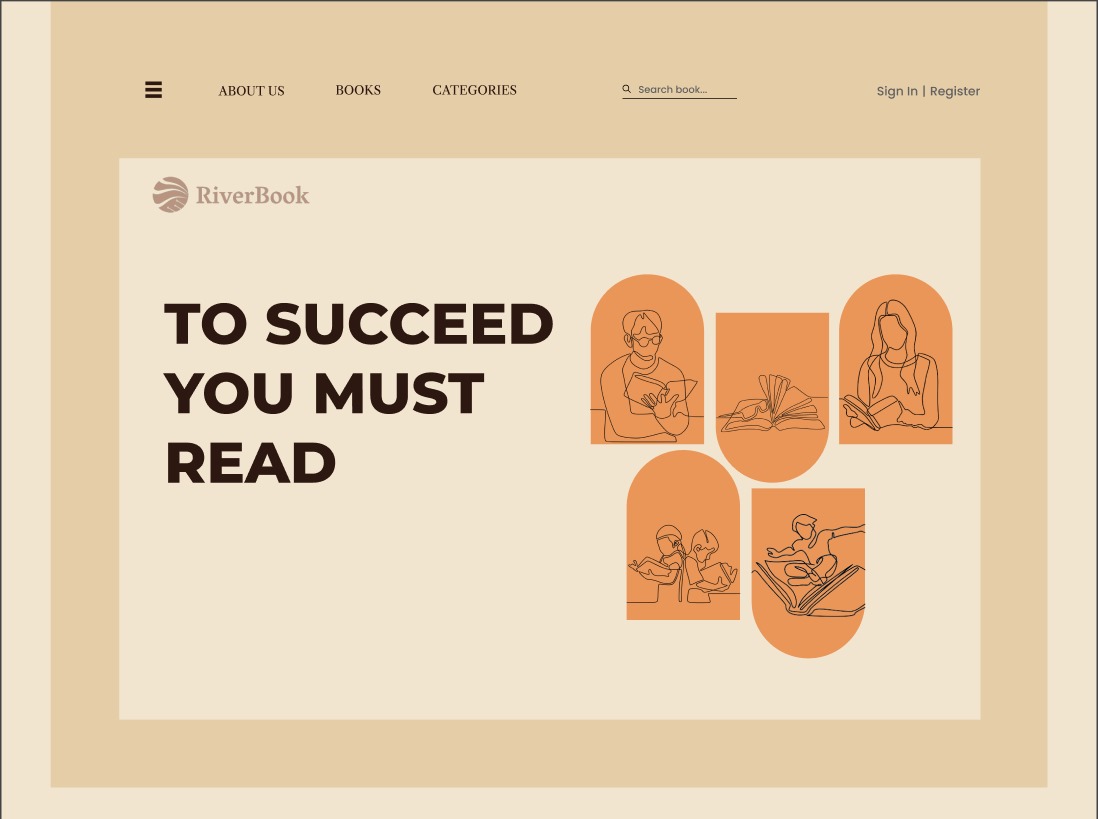 ABOUT US
BOOKS
CATEGORIES
Search book...
Sign In | Register
RiverBook
TO SUCCEED
YOU MUST
READ